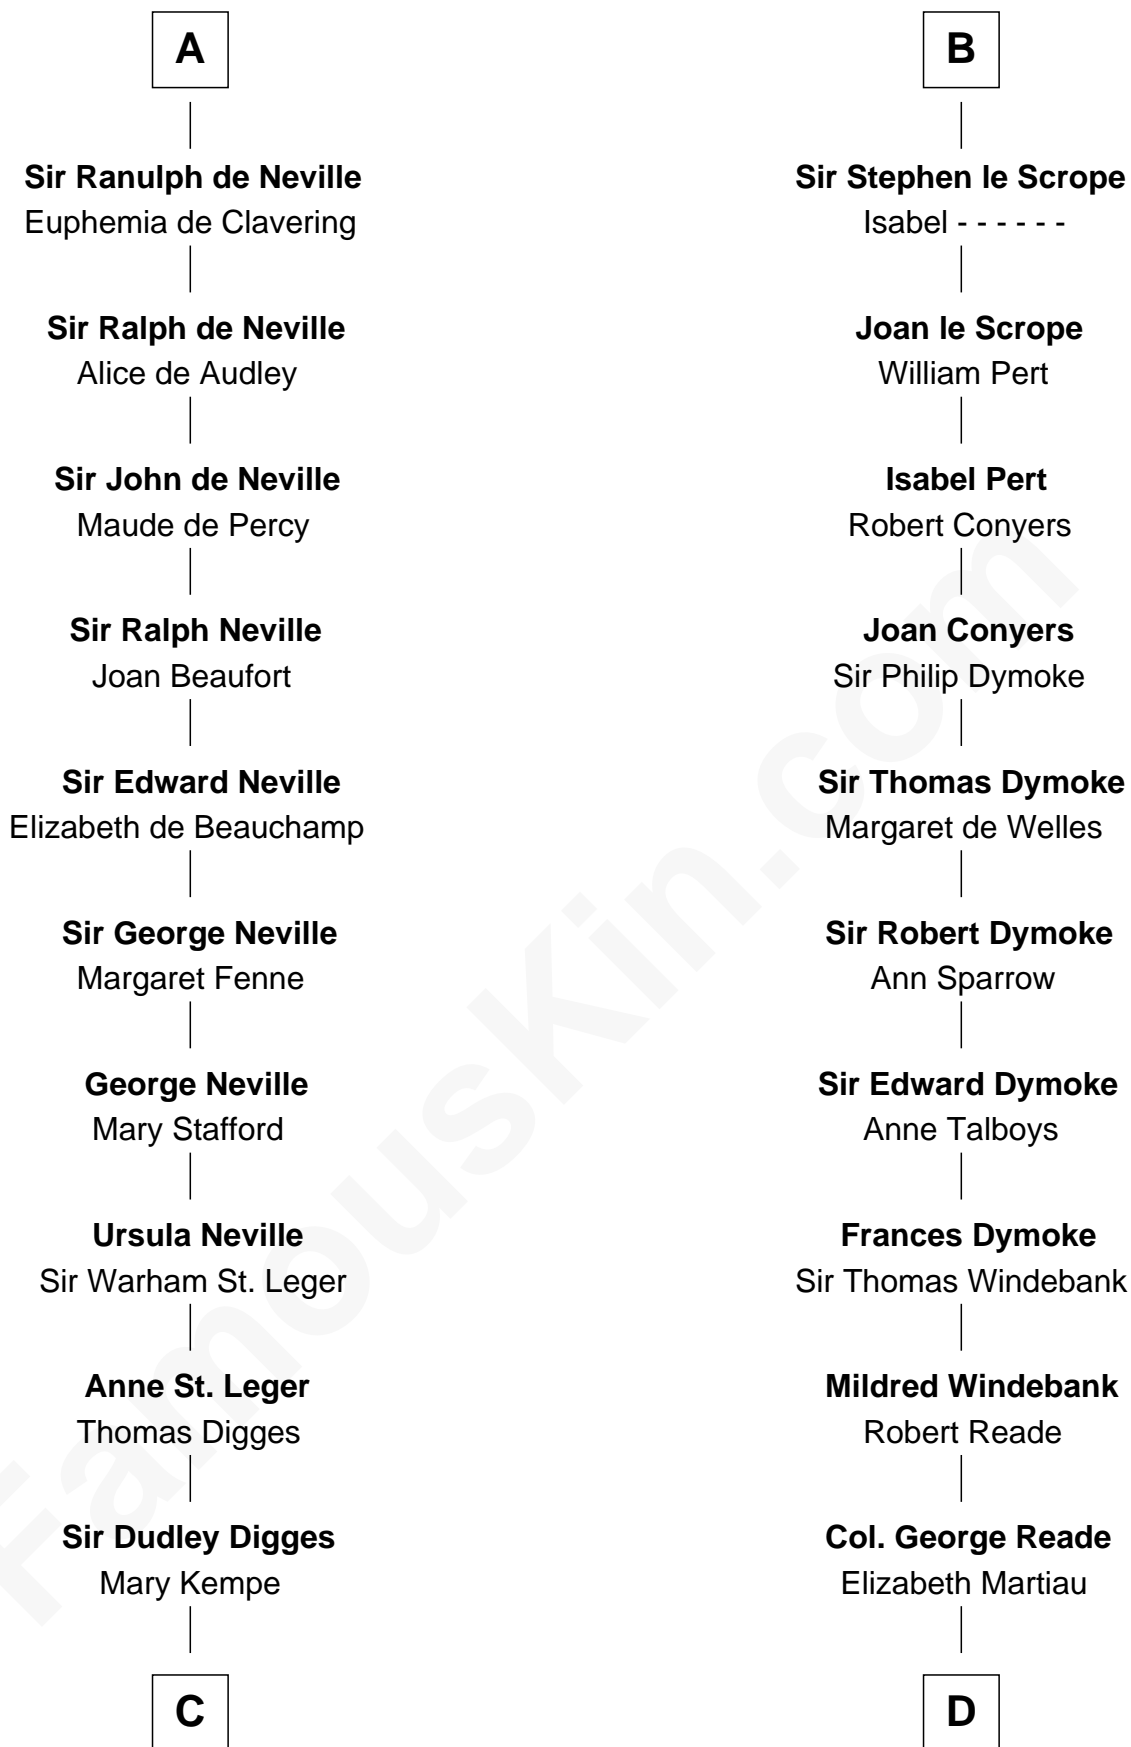 A
Sir Ranulph de Neville
Euphemia de Clavering
Sir Ralph de Neville
Alice de Audley
Sir John de Neville
Maude de Percy
Sir Ralph Neville
Joan Beaufort
Sir Edward Neville
Elizabeth de Beauchamp
Sir George Neville
Margaret Fenne
George Neville
Mary Stafford
Ursula Neville
Sir Warham St. Leger
Anne St. Leger
Thomas Digges
Sir Dudley Digges
Mary Kempe
C
B
Sir Stephen le Scrope
Isabel - - - - - -
Joan le Scrope
William Pert
Isabel Pert
Robert Conyers
Joan Conyers
Sir Philip Dymoke
Sir Thomas Dymoke
Margaret de Welles
Sir Robert Dymoke
Ann Sparrow
Sir Edward Dymoke
Anne Talboys
Frances Dymoke
Sir Thomas Windebank
Mildred Windebank
Robert Reade
Col. George Reade
Elizabeth Martiau
D
FamousKin.com